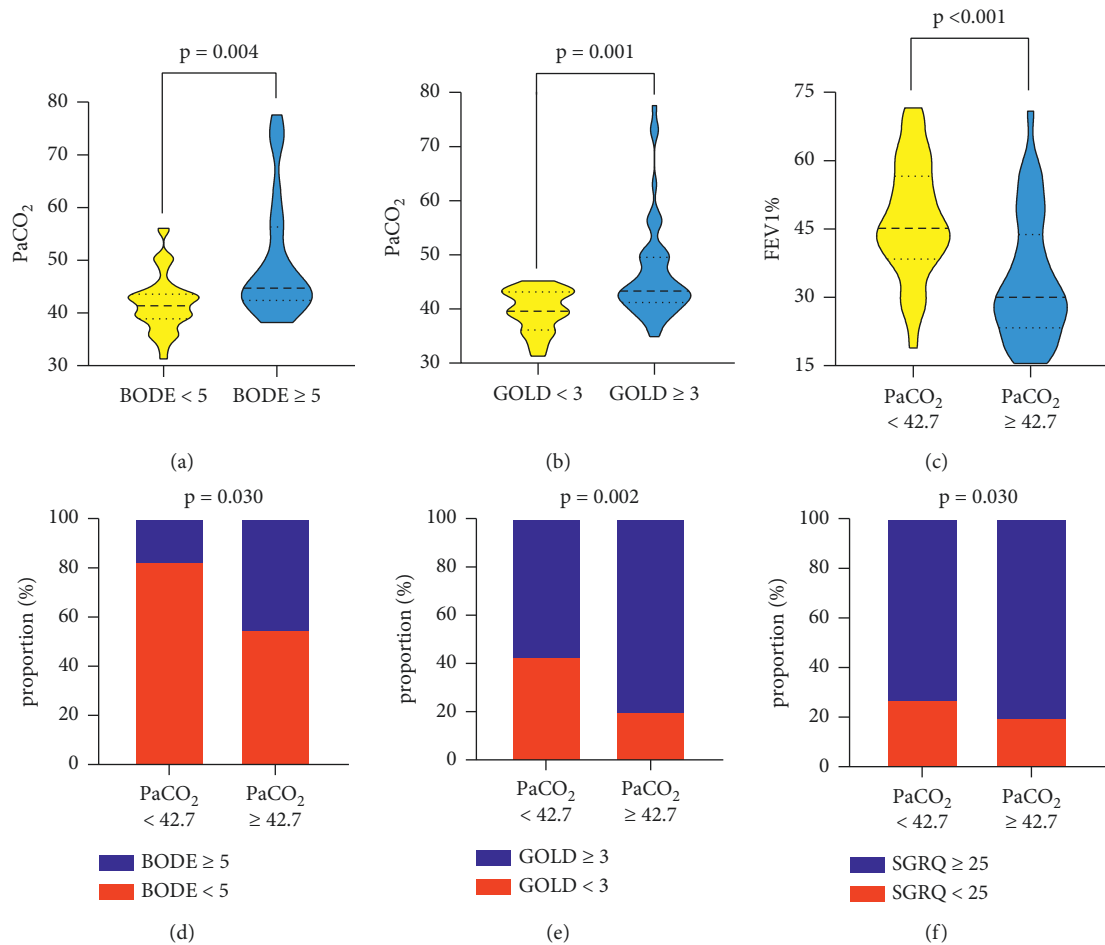 p = 0.004
PaCO₂
80
70
60
50
40
30
BODE < 5
BODE ≥ 5
(a)
p = 0.001
PaCO₂
80
70
60
50
40
30
GOLD < 3
GOLD ≥ 3
(b)
p <0.001
FEV1%
75
60
45
30
15
PaCO₂
< 42.7
PaCO₂
≥ 42.7
(c)
p = 0.030
proportion (%)
100
80
60
40
20
0
PaCO₂
< 42.7
PaCO₂
≥ 42.7
BODE ≥ 5
BODE < 5
(d)
p = 0.002
proportion (%)
100
80
60
40
20
0
PaCO₂
< 42.7
PaCO₂
≥ 42.7
GOLD ≥ 3
GOLD < 3
(e)
p = 0.030
proportion (%)
100
80
60
40
20
0
PaCO₂
< 42.7
PaCO₂
≥ 42.7
SGRQ ≥ 25
SGRQ < 25
(f)